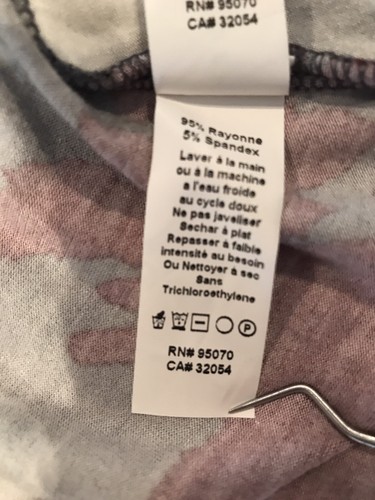 RN# 95070
CA# 32054
95% Rayonne
5% Spandex
Laver à la main
ou à la machine
a l'eau froide
au cycle doux
Ne pas javeliser
Sechar à plat
Repasser à faible
intensité au besoin
Ou Nettoyer à sec
Sans
Trichloroethylene
P
RN# 95070
CA# 32054